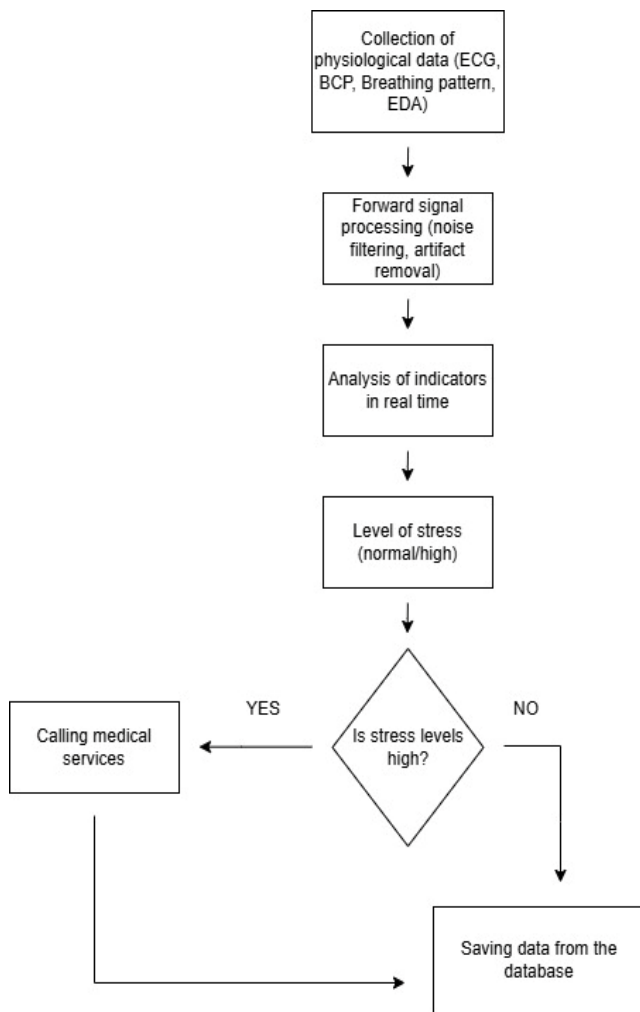 Collection of
physiological data (ECG,
BCP, Breathing pattern,
EDA)
Forward signal
processing (noise
filtering, artifact
removal)
Analysis of indicators
in real time
Level of stress
(normal/high)
YES
NO
Is stress levels
high?
Calling medical
services
Saving data from the
database